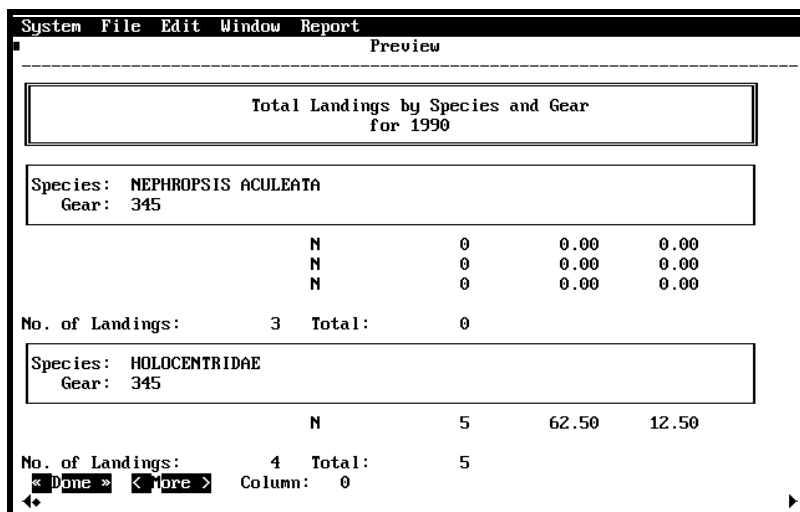 System File Edit Window Report
Preview
Total Landings by Species and Gear
for 1990
Species: NEPHROPSIS ACULEATA
Gear: 345
N 0 0.00 0.00
N 0 0.00 0.00
N 0 0.00 0.00
No. of Landings: 3 Total: 0
Species: HOLOCENTRIDAE
Gear: 345
N 5 62.50 12.50
No. of Landings: 4 Total: 5
« Done » < More > Column: 0